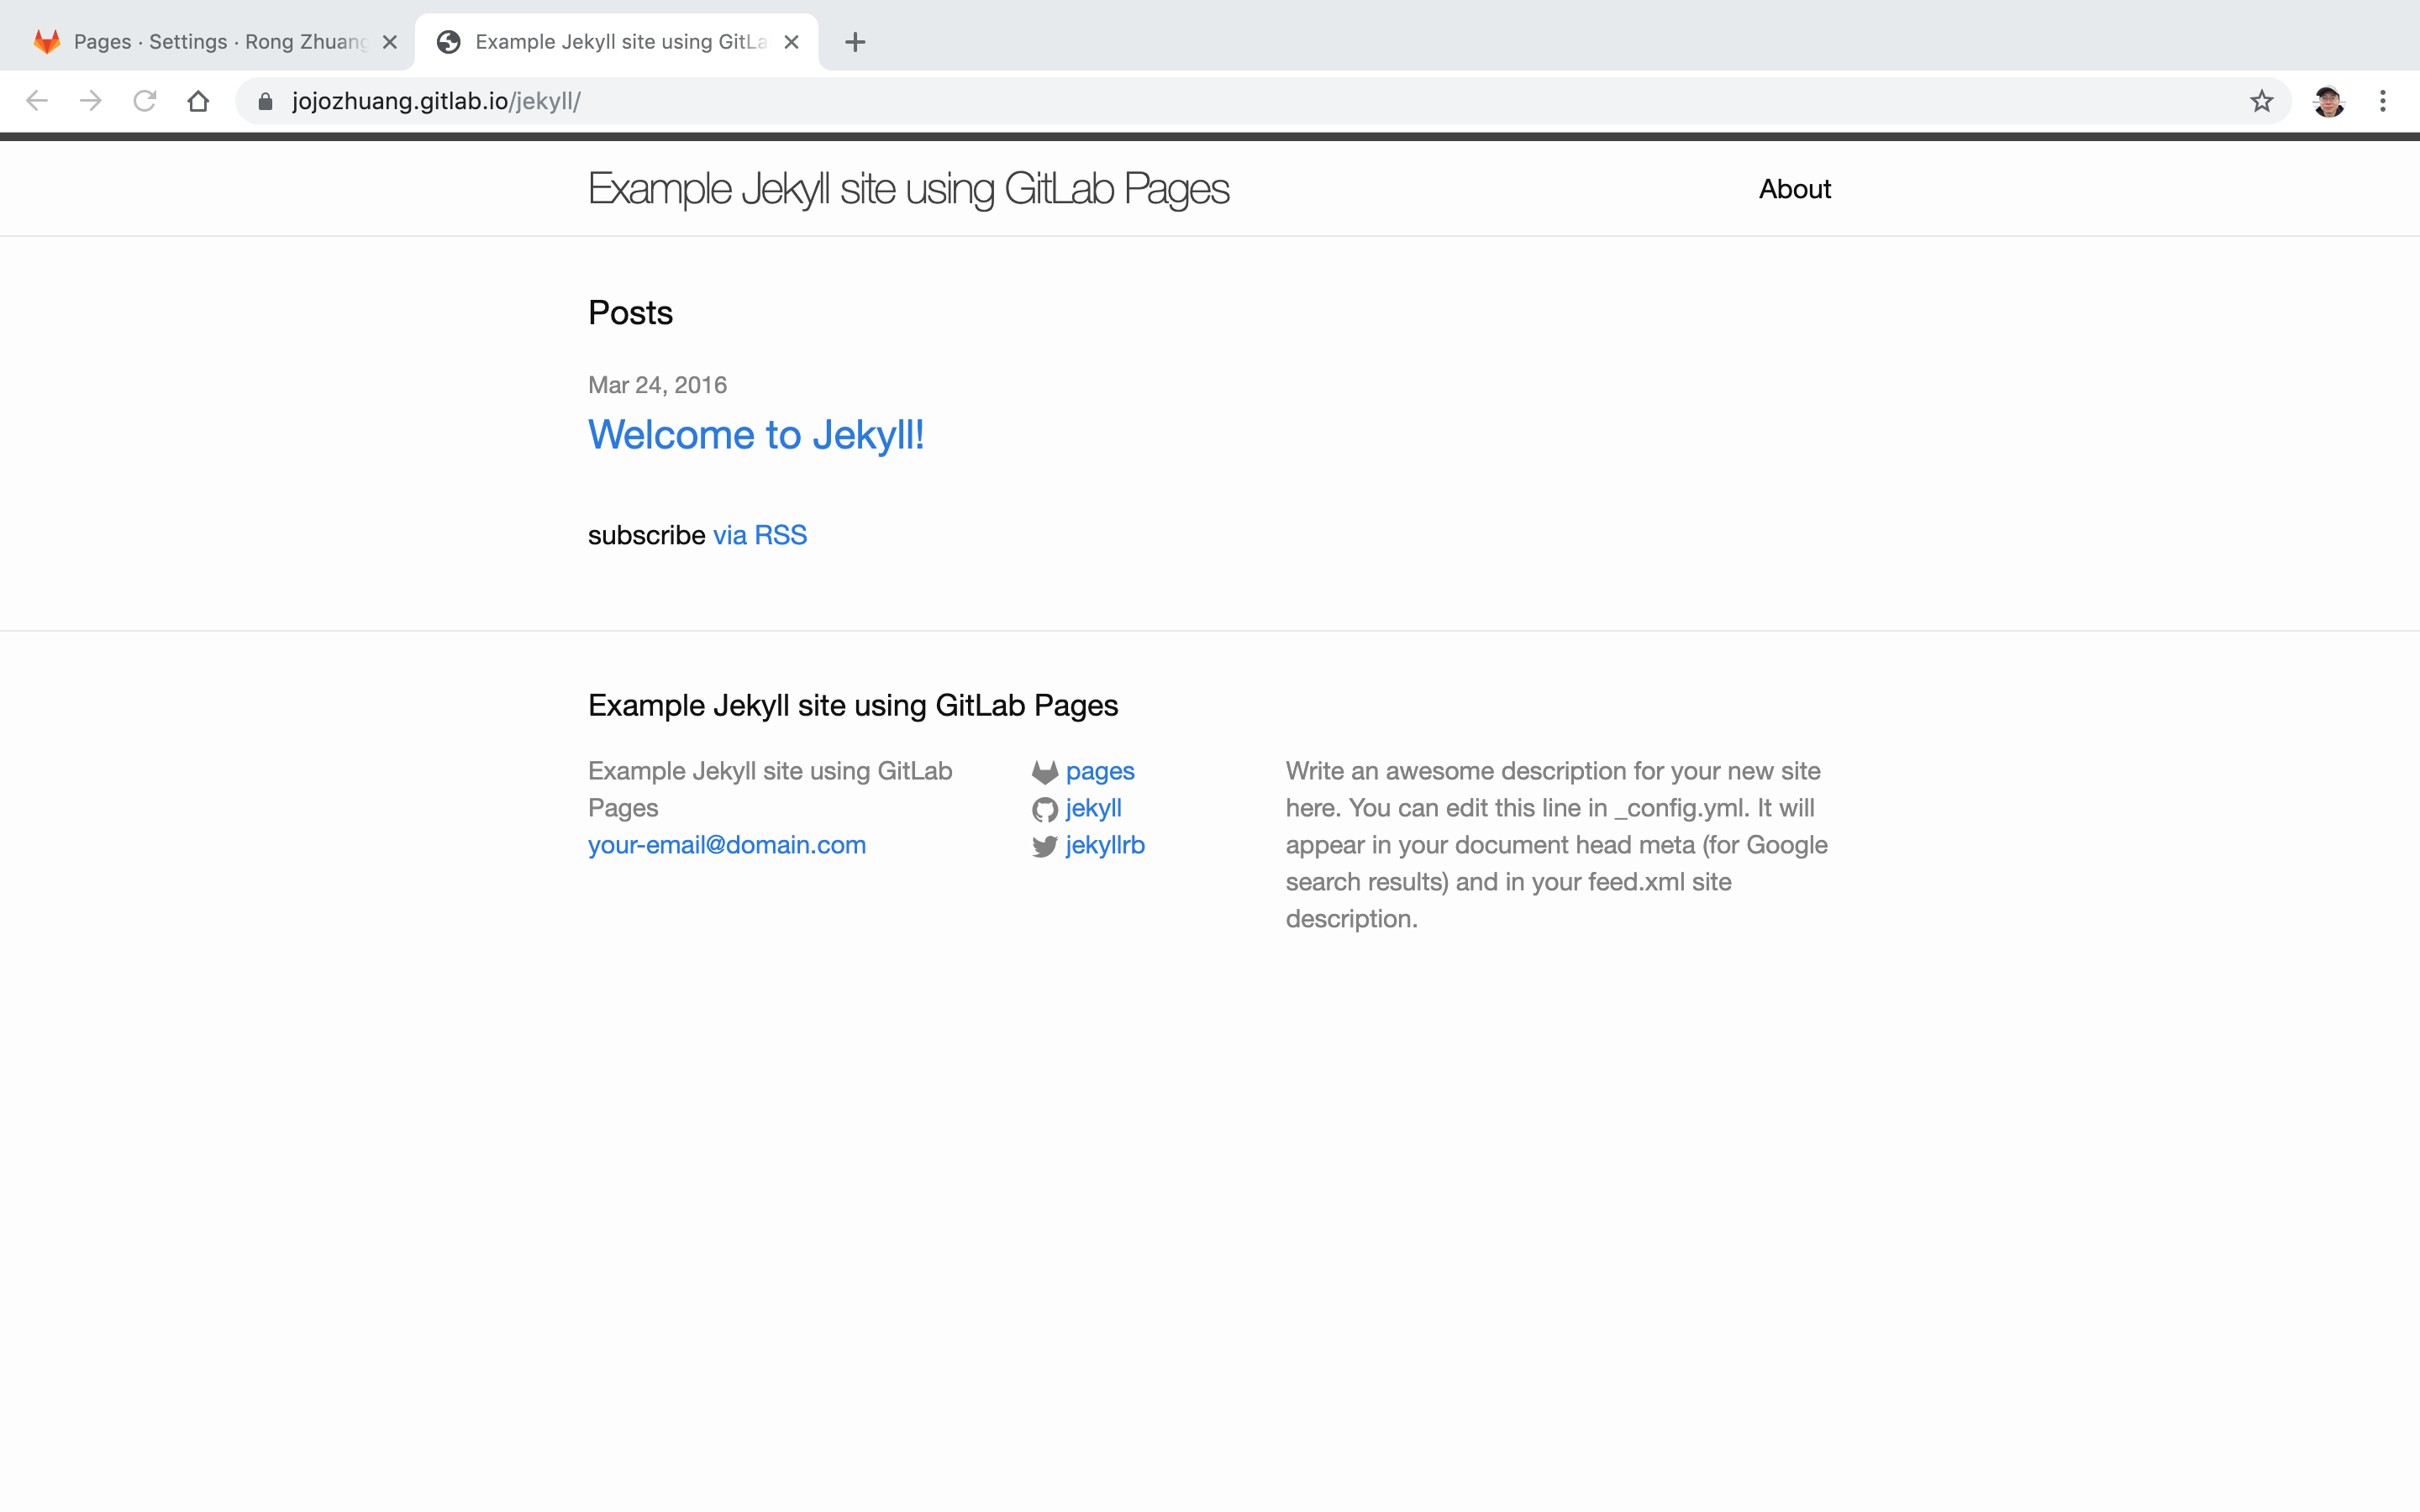 Pages · Settings · Rong Zhuang
Example Jekyll site using GitLa
jojozhuang.gitlab.io/jekyll/
Example Jekyll site using GitLab Pages
About
Posts
Mar 24, 2016
Welcome to Jekyll!
subscribe via RSS
Example Jekyll site using GitLab Pages
Example Jekyll site using GitLab
Pages
your-email@domain.com
pages
jekyll
jekyllrb
Write an awesome description for your new site
here. You can edit this line in _config.yml. It will
appear in your document head meta (for Google
search results) and in your feed.xml site
description.